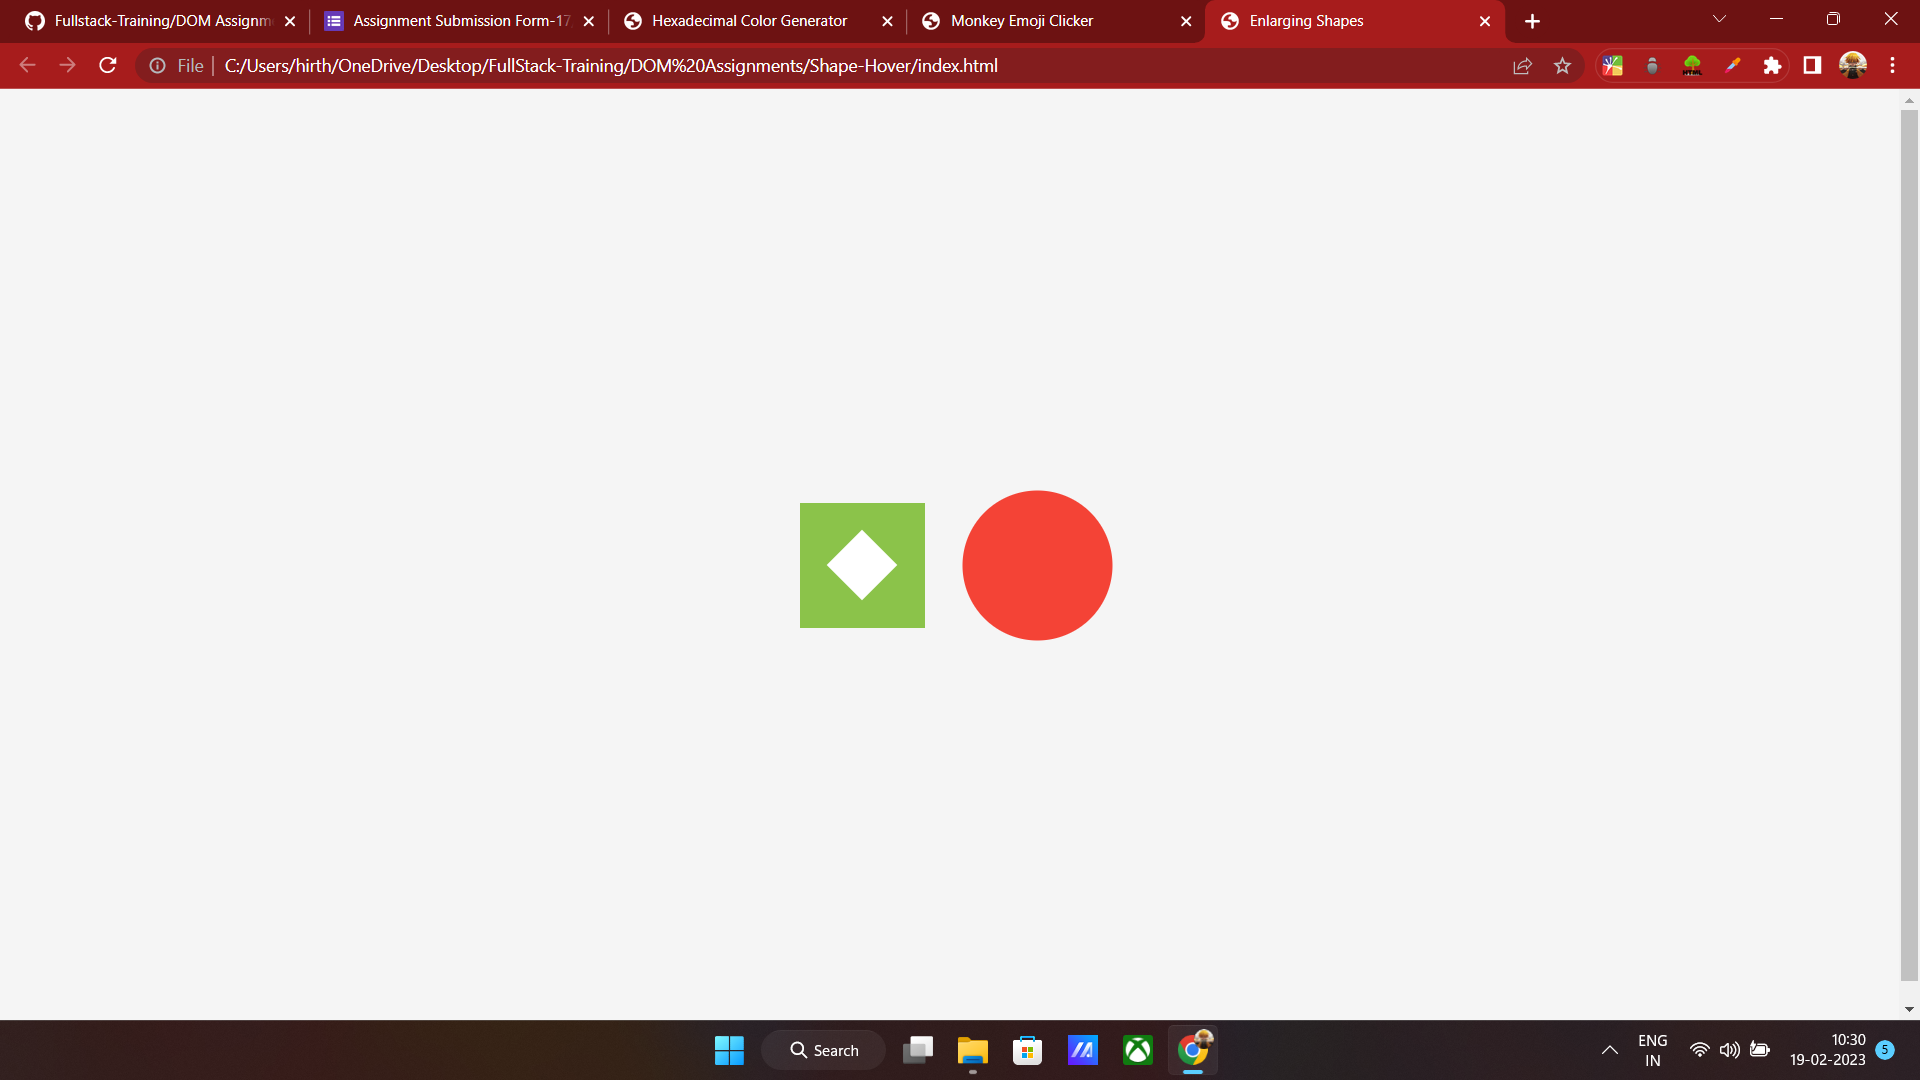 Fullstack-Training/DOM Assignm
Assignment Submission Form-17
Hexadecimal Color Generator
Monkey Emoji Clicker
Enlarging Shapes
File
C:/Users/hirth/OneDrive/Desktop/FullStack-Training/DOM%20Assignments/Shape-Hover/index.html
HTML
Search
ENG
IN
10:30
19-02-2023
5